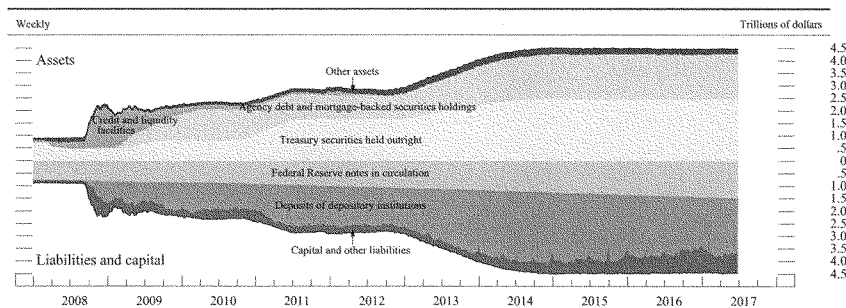 Weekly
Trillions of dollars
Assets
Other assets
Agency debt and mortgage-backed securities holdings
Credit and liquidity
facilities
Treasury securities held outright
Federal Reserve notes in circulation
Deposits of depository institutions
Capital and other liabilities
Liabilities and capital
4.5
4.0
3.5
3.0
2.5
2.0
1.5
1.0
.5
0
.5
1.0
1.5
2.0
2.5
3.0
3.5
4.0
4.5
2008 2009 2010 2011 2012 2013 2014 2015 2016 2017